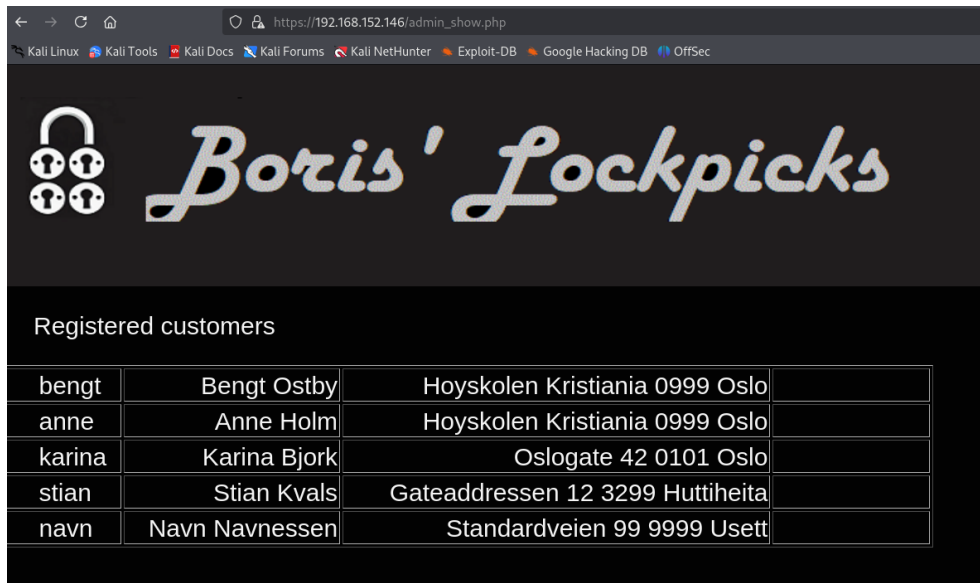 https://192.168.152.146/admin_show.php
Kali Linux Kali Tools Kali Docs Kali Forums Kali NetHunter Exploit-DB Google Hacking DB OffSec
Boris' Lockpicks
Registered customers
bengt Bengt Ostby Hoyskolen Kristiania 0999 Oslo
anne Anne Holm Hoyskolen Kristiania 0999 Oslo
karina Karina Bjork Oslogate 42 0101 Oslo
stian Stian Kvals Gateaddressen 12 3299 Huttiheita
navn Navn Navnessen Standardveien 99 9999 Usett